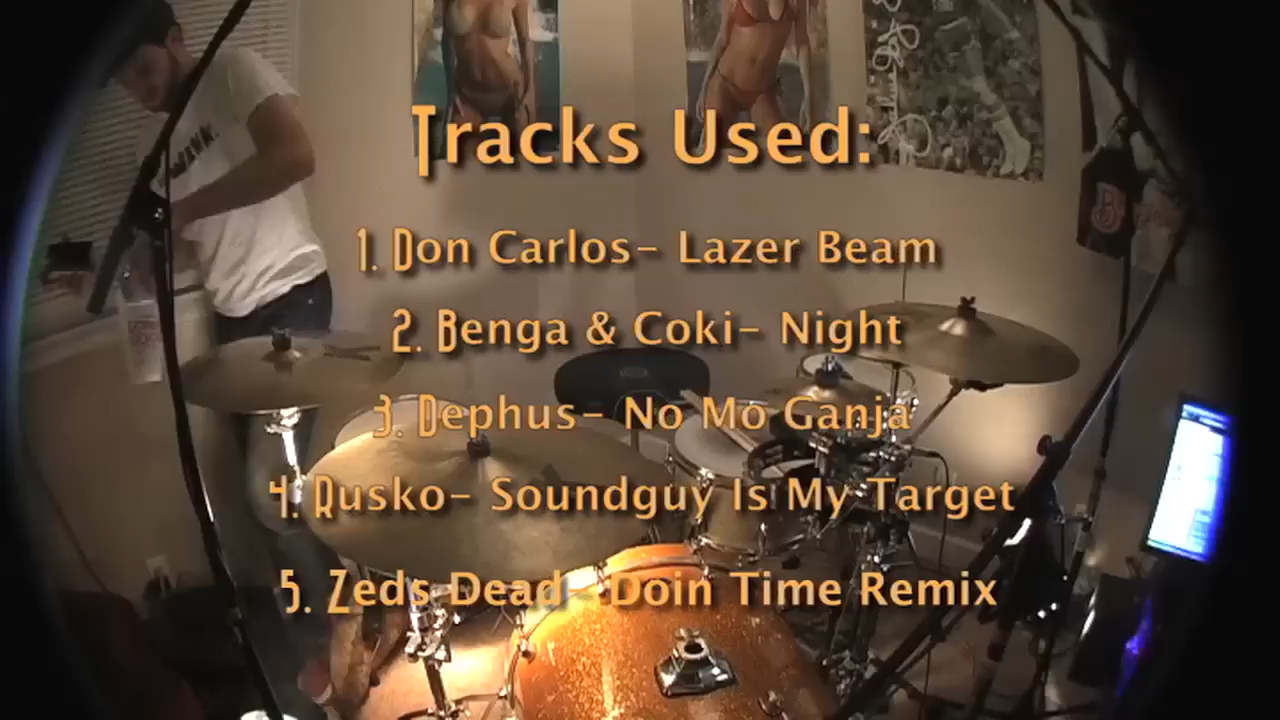 Tracks Used:
1. Don Carlos- Lazer Beam
2. Benga & Coki- Night
3. Dephus- No Mo Ganja
4. Rusko- Soundguy Is My Target
5. Zeds Dead- Doin Time Remix
B